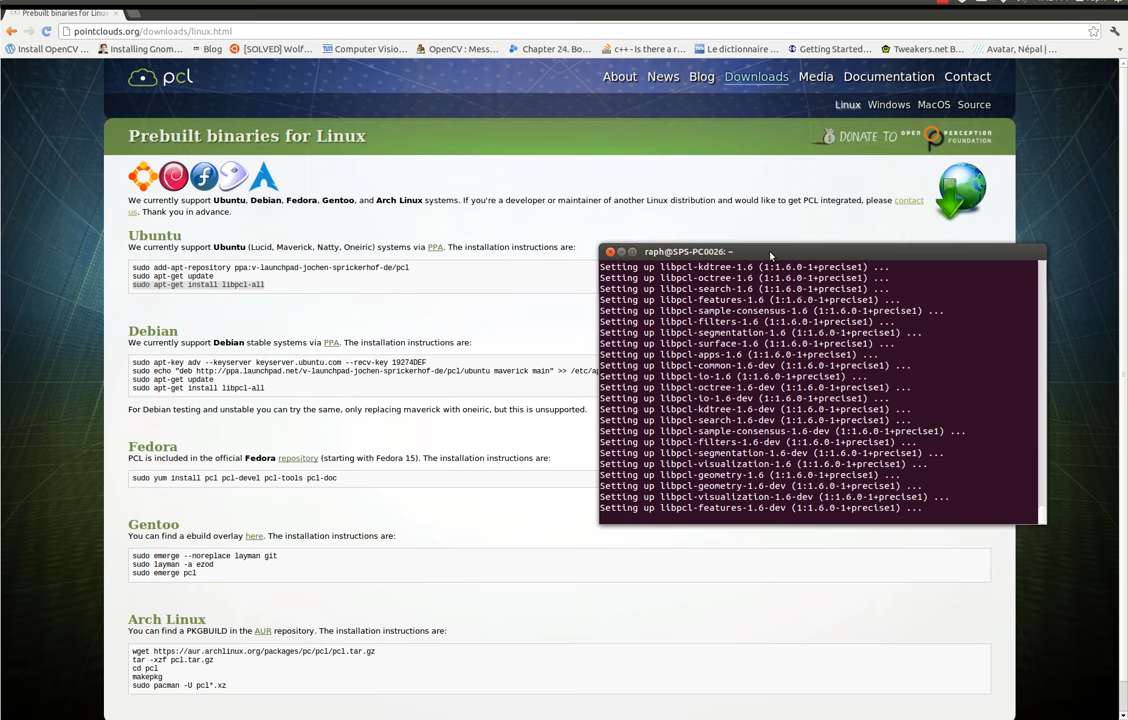 Prebuilt binaries for Linux
pointclouds.org/downloads/linux.html
Install OpenCV ...
Installing Gnom...
Blog
[SOLVED] Wolf...
Computer Visio...
OpenCV : Mess...
Chapter 24. Bo...
c++ - Is there a r...
Le dictionnaire ...
Getting Started...
Tweakers.net B...
Avatar, Népal | ...
pcl
About News Blog Downloads Media Documentation Contact
Linux Windows MacOS Source
Prebuilt binaries for Linux
DONATE TO OPEN PERCEPTION FOUNDATION
We currently support Ubuntu, Debian, Fedora, Gentoo, and Arch Linux systems. If you're a developer or maintainer of another Linux distribution and would like to get PCL integrated, please contact
us. Thank you in advance.
Ubuntu
We currently support Ubuntu (Lucid, Maverick, Natty, Oneiric) systems via PPA. The installation instructions are:
sudo add-apt-repository ppa:v-launchpad-jochen-sprickerhof-de/pcl
sudo apt-get update
sudo apt-get install libpcl-all
Debian
We currently support Debian stable systems via PPA. The installation instructions are:
sudo apt-key adv --keyserver keyserver.ubuntu.com --recv-key 19274DEF
sudo echo "deb http://ppa.launchpad.net/v-launchpad-jochen-sprickerhof-de/pcl/ubuntu maverick main" >> /etc/ap
sudo apt-get update
sudo apt-get install libpcl-all
For Debian testing and unstable you can try the same, only replacing maverick with oneiric, but this is unsupported.
Fedora
PCL is included in the official Fedora repository (starting with Fedora 15). The installation instructions are:
sudo yum install pcl pcl-devel pcl-tools pcl-doc
Gentoo
You can find a ebuild overlay here. The installation instructions are:
sudo emerge --noreplace layman git
sudo layman -a ezod
sudo emerge pcl
Arch Linux
You can find a PKGBUILD in the AUR repository. The installation instructions are:
wget https://aur.archlinux.org/packages/pc/pcl/pcl.tar.gz
tar -xzf pcl.tar.gz
cd pcl
makepkg
sudo pacman -U pcl*.xz
raph@SPS-PC0026: ~
Setting up libpcl-kdtree-1.6 (1:1.6.0-1+precise1) ...
Setting up libpcl-octree-1.6 (1:1.6.0-1+precise1) ...
Setting up libpcl-search-1.6 (1:1.6.0-1+precise1) ...
Setting up libpcl-features-1.6 (1:1.6.0-1+precise1) ...
Setting up libpcl-sample-consensus-1.6 (1:1.6.0-1+precise1) ...
Setting up libpcl-filters-1.6 (1:1.6.0-1+precise1) ...
Setting up libpcl-segmentation-1.6 (1:1.6.0-1+precise1) ...
Setting up libpcl-surface-1.6 (1:1.6.0-1+precise1) ...
Setting up libpcl-apps-1.6 (1:1.6.0-1+precise1) ...
Setting up libpcl-common-1.6-dev (1:1.6.0-1+precise1) ...
Setting up libpcl-io-1.6 (1:1.6.0-1+precise1) ...
Setting up libpcl-octree-1.6-dev (1:1.6.0-1+precise1) ...
Setting up libpcl-io-1.6-dev (1:1.6.0-1+precise1) ...
Setting up libpcl-kdtree-1.6-dev (1:1.6.0-1+precise1) ...
Setting up libpcl-search-1.6-dev (1:1.6.0-1+precise1) ...
Setting up libpcl-sample-consensus-1.6-dev (1:1.6.0-1+precise1) ...
Setting up libpcl-filters-1.6-dev (1:1.6.0-1+precise1) ...
Setting up libpcl-segmentation-1.6-dev (1:1.6.0-1+precise1) ...
Setting up libpcl-visualization-1.6 (1:1.6.0-1+precise1) ...
Setting up libpcl-geometry-1.6 (1:1.6.0-1+precise1) ...
Setting up libpcl-geometry-1.6-dev (1:1.6.0-1+precise1) ...
Setting up libpcl-visualization-1.6-dev (1:1.6.0-1+precise1) ...
Setting up libpcl-features-1.6-dev (1:1.6.0-1+precise1) ...